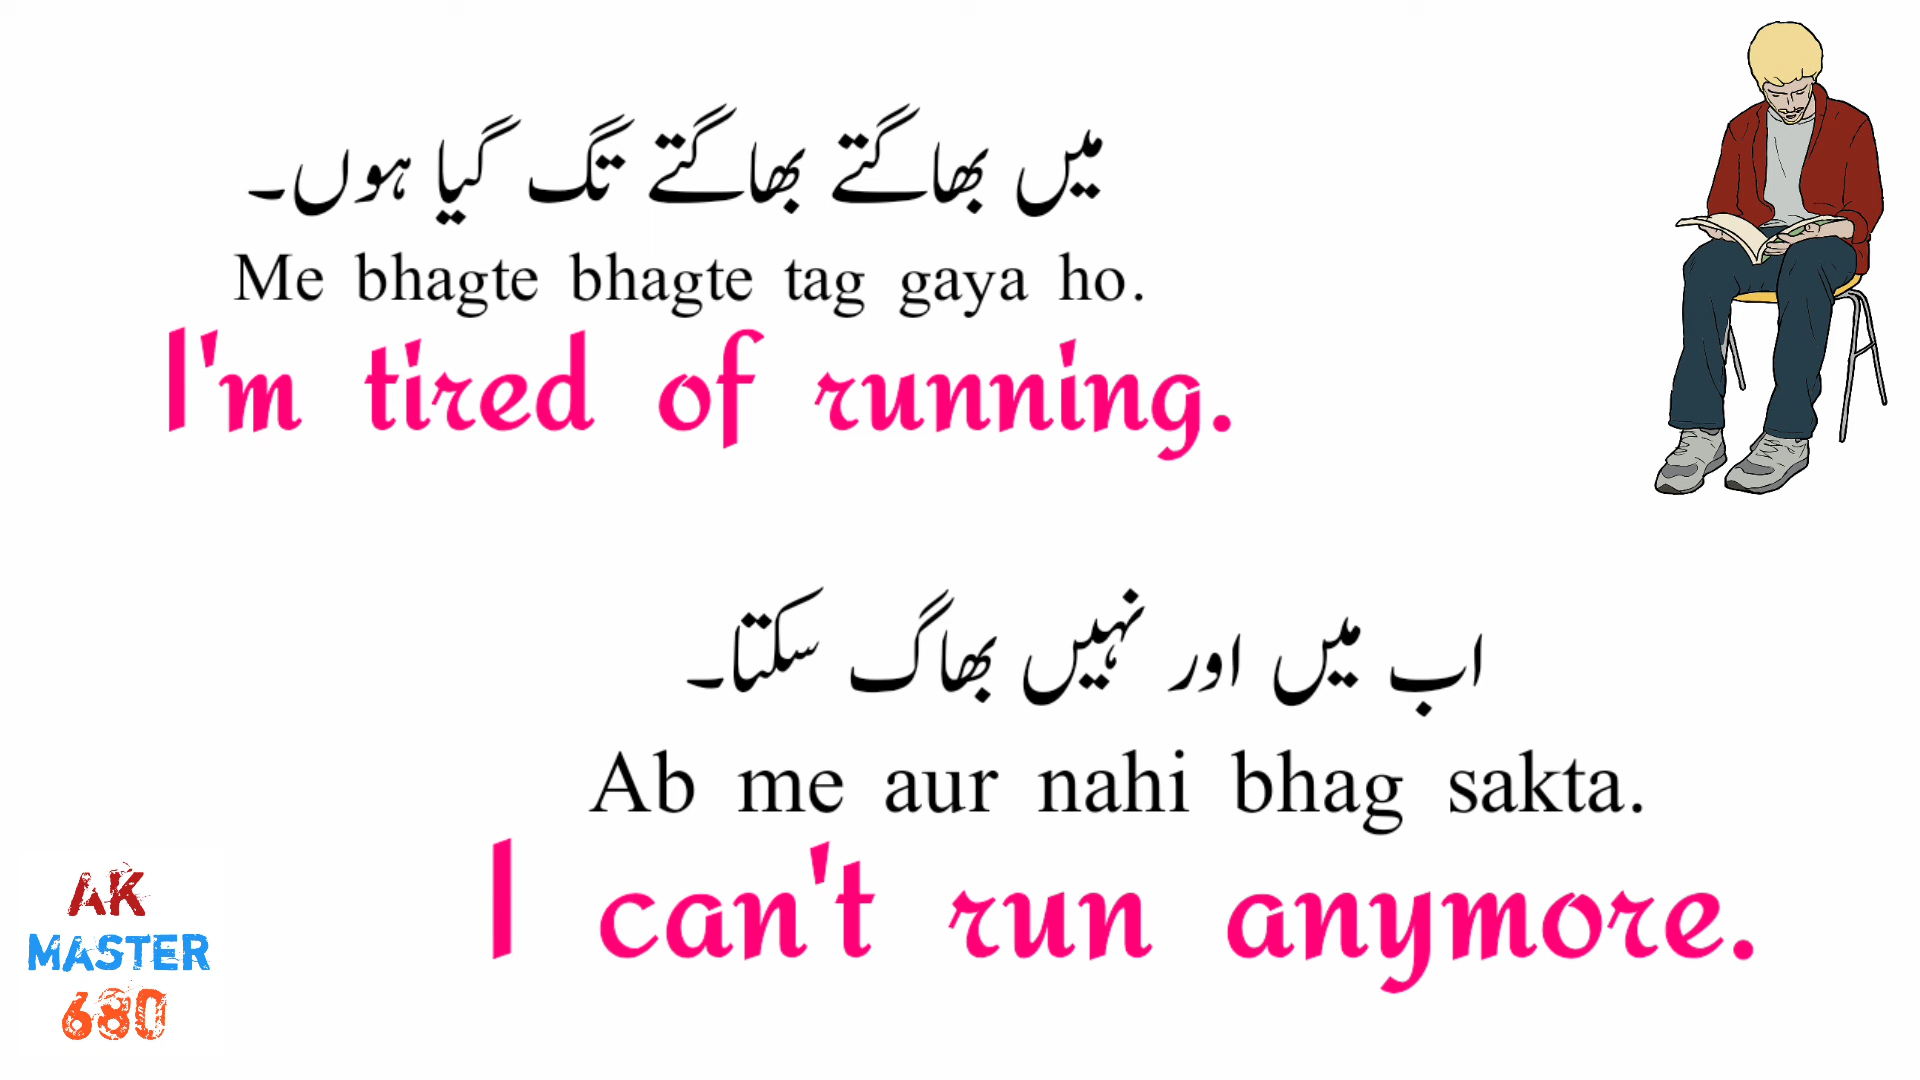 میں بھاگتے بھاگتے تگ گیا ہوں۔
Me bhagte bhagte tag gaya ho.
I'm tired of running.
اب میں اور نہیں بھاگ سکتا۔
Ab me aur nahi bhag sakta.
I can't run anymore.
AK
MASTER
680